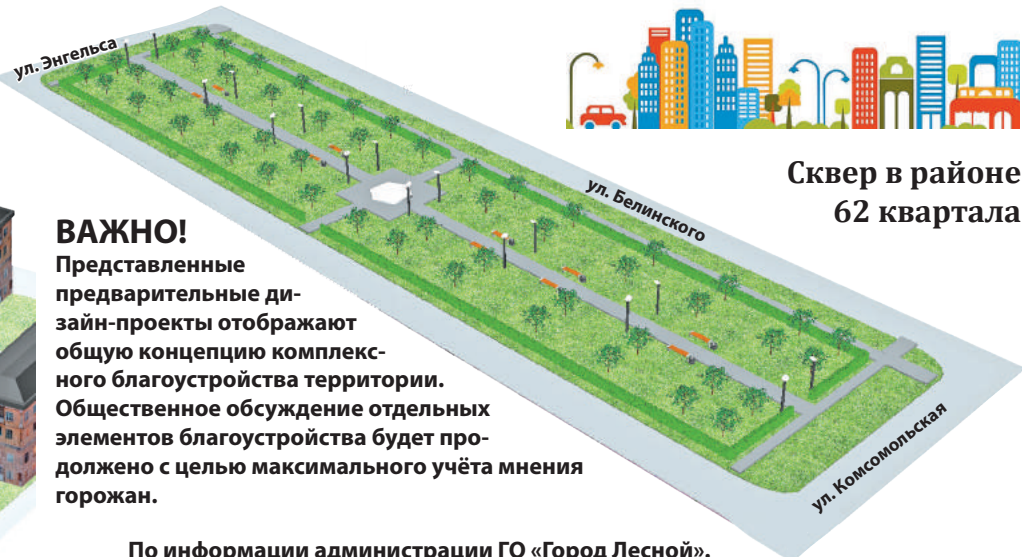 ул. Энгельса
ул. Белинского
Сквер в районе
62 квартала
ВАЖНО!
Представленные
предварительные ди-
зайн-проекты отображают
общую концепцию комплекс-
ного благоустройства территории.
Общественное обсуждение отдельных
элементов благоустройства будет про-
должено с целью максимального учёта мнения
горожан.
ул. Комсомольская
По информации администрации ГО «Город Лесной».